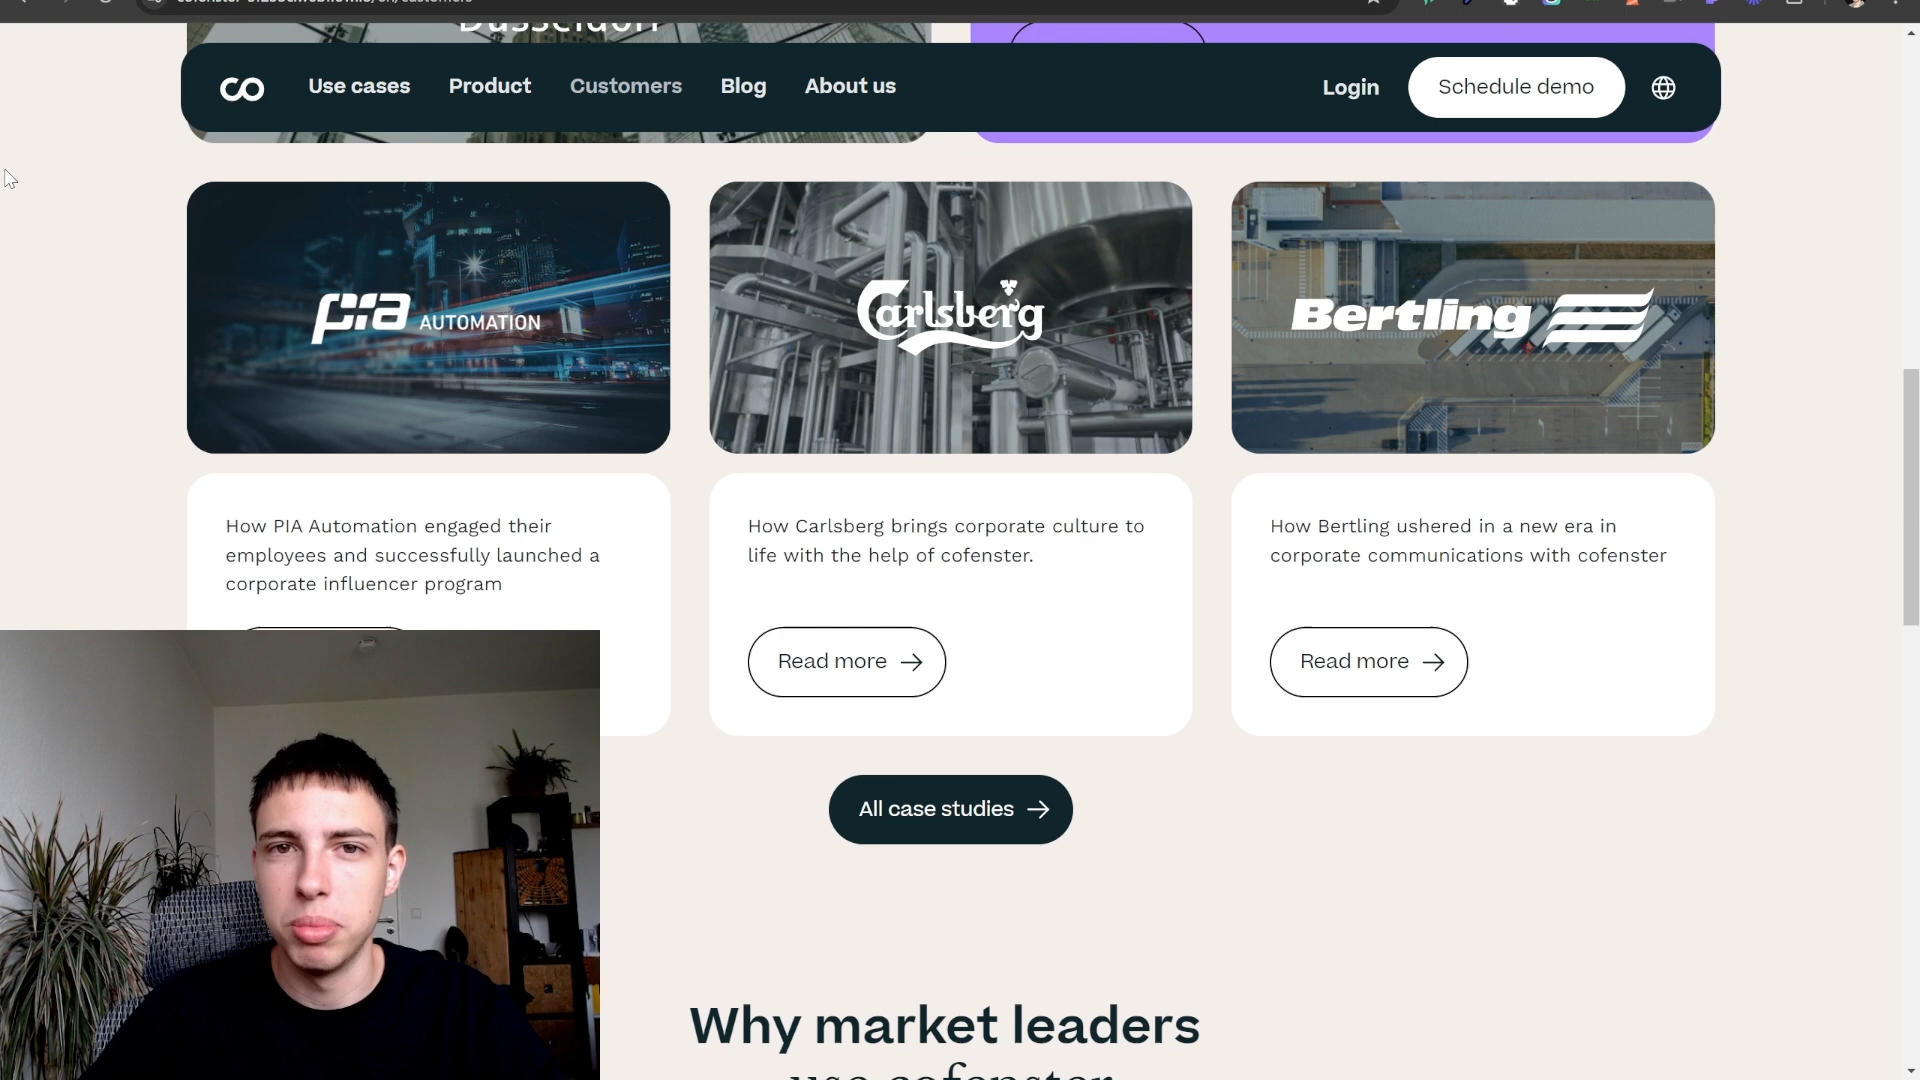 Düsseldorf
Use cases
Product
Customers
Blog
About us
Login
Schedule demo
pia AUTOMATION
Carlsberg
Bertling
How PIA Automation engaged their
employees and successfully launched a
corporate influencer program
How Carlsberg brings corporate culture to
life with the help of cofenster.
How Bertling ushered in a new era in
corporate communications with cofenster
Read more
Read more
All case studies
Why market leaders
use cofenster